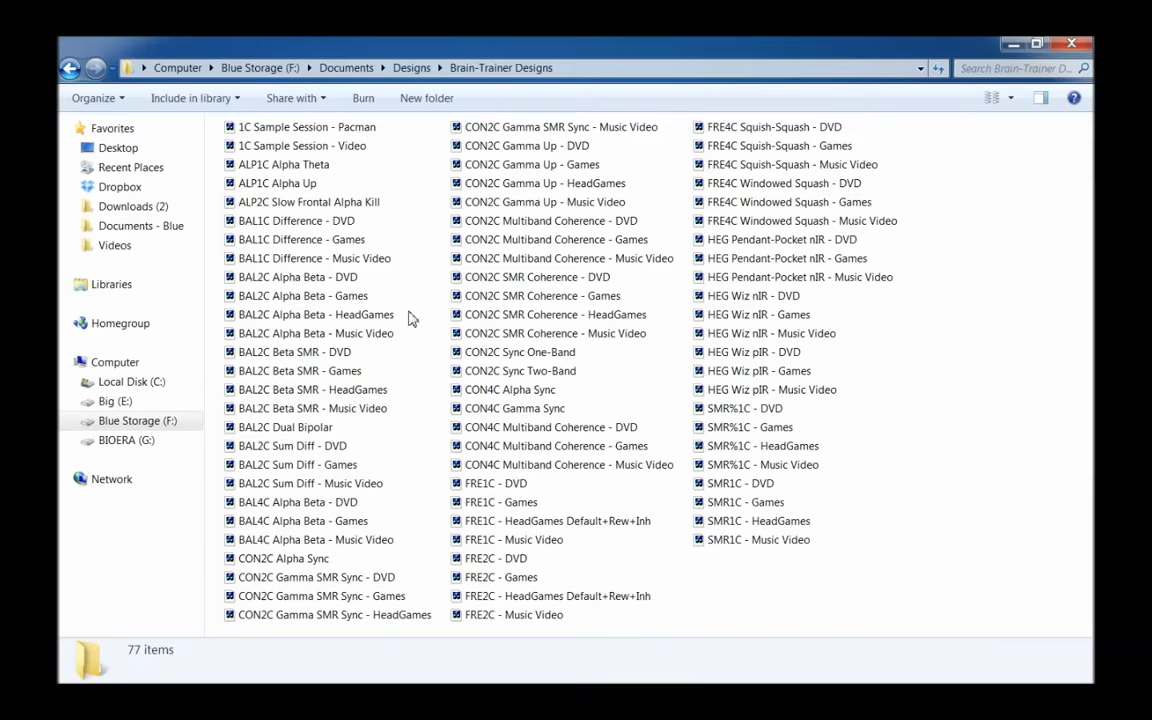 Computer ▸ Blue Storage (F:) ▸ Documents ▸ Designs ▸ Brain-Trainer Designs
Search Brain-Trainer D...
Organize
Include in library
Share with
Burn
New folder
Favorites
Desktop
Recent Places
Dropbox
Downloads (2)
Documents - Blue
Videos
Libraries
Homegroup
Computer
Local Disk (C:)
Big (E:)
Blue Storage (F:)
BIOERA (G:)
Network
1C Sample Session - Pacman
1C Sample Session - Video
ALP1C Alpha Theta
ALP1C Alpha Up
ALP2C Slow Frontal Alpha Kill
BAL1C Difference - DVD
BAL1C Difference - Games
BAL1C Difference - Music Video
BAL2C Alpha Beta - DVD
BAL2C Alpha Beta - Games
BAL2C Alpha Beta - HeadGames
BAL2C Alpha Beta - Music Video
BAL2C Beta SMR - DVD
BAL2C Beta SMR - Games
BAL2C Beta SMR - HeadGames
BAL2C Beta SMR - Music Video
BAL2C Dual Bipolar
BAL2C Sum Diff - DVD
BAL2C Sum Diff - Games
BAL2C Sum Diff - Music Video
BAL4C Alpha Beta - DVD
BAL4C Alpha Beta - Games
BAL4C Alpha Beta - Music Video
CON2C Alpha Sync
CON2C Gamma SMR Sync - DVD
CON2C Gamma SMR Sync - Games
CON2C Gamma SMR Sync - HeadGames
CON2C Gamma SMR Sync - Music Video
CON2C Gamma Up - DVD
CON2C Gamma Up - Games
CON2C Gamma Up - HeadGames
CON2C Gamma Up - Music Video
CON2C Multiband Coherence - DVD
CON2C Multiband Coherence - Games
CON2C Multiband Coherence - Music Video
CON2C SMR Coherence - DVD
CON2C SMR Coherence - Games
CON2C SMR Coherence - HeadGames
CON2C SMR Coherence - Music Video
CON2C Sync One-Band
CON2C Sync Two-Band
CON4C Alpha Sync
CON4C Gamma Sync
CON4C Multiband Coherence - DVD
CON4C Multiband Coherence - Games
CON4C Multiband Coherence - Music Video
FRE1C - DVD
FRE1C - Games
FRE1C - HeadGames Default+Rew+Inh
FRE1C - Music Video
FRE2C - DVD
FRE2C - Games
FRE2C - HeadGames Default+Rew+Inh
FRE2C - Music Video
FRE4C Squish-Squash - DVD
FRE4C Squish-Squash - Games
FRE4C Squish-Squash - Music Video
FRE4C Windowed Squash - DVD
FRE4C Windowed Squash - Games
FRE4C Windowed Squash - Music Video
HEG Pendant-Pocket nIR - DVD
HEG Pendant-Pocket nIR - Games
HEG Pendant-Pocket nIR - Music Video
HEG Wiz nIR - DVD
HEG Wiz nIR - Games
HEG Wiz nIR - Music Video
HEG Wiz pIR - DVD
HEG Wiz pIR - Games
HEG Wiz pIR - Music Video
SMR%1C - DVD
SMR%1C - Games
SMR%1C - HeadGames
SMR%1C - Music Video
SMR1C - DVD
SMR1C - Games
SMR1C - HeadGames
SMR1C - Music Video
77 items